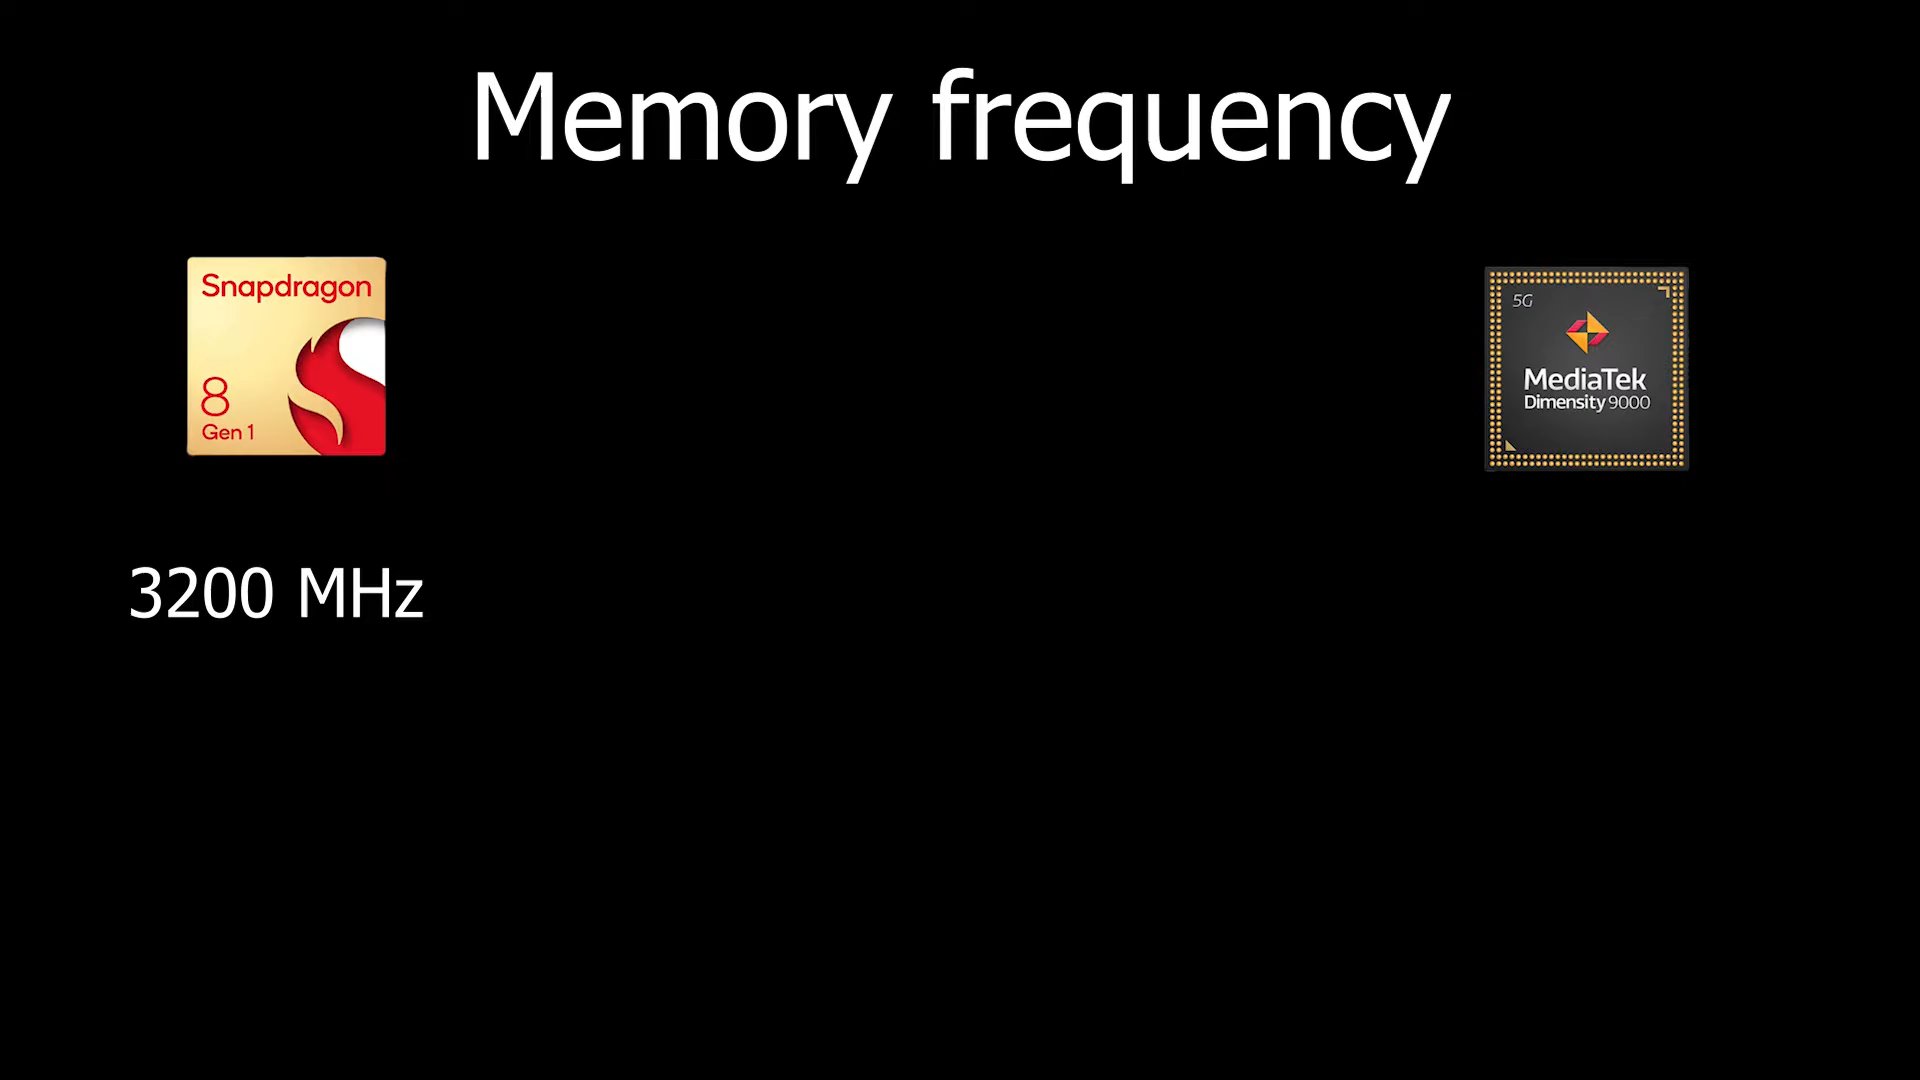 Memory frequency
Snapdragon
8
Gen 1
5G
MediaTek
Dimensity 9000
3200 MHz